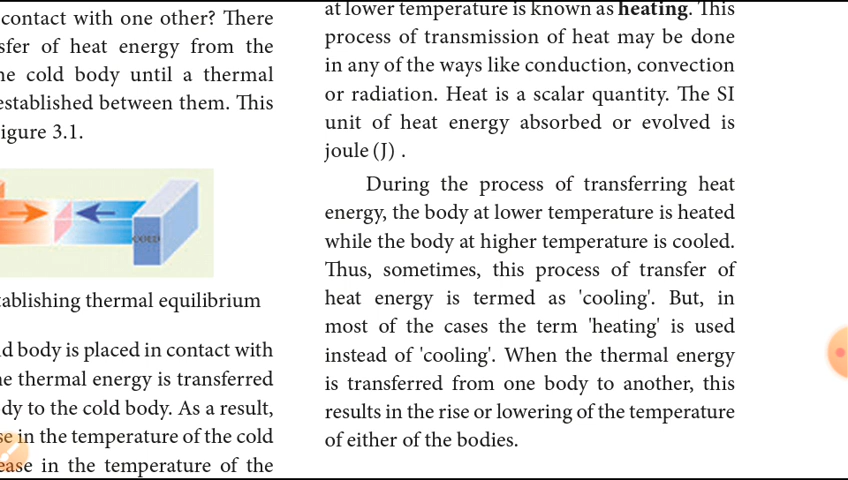 contact with one other? There
sfer of heat energy from the
he cold body until a thermal
established between them. This
igure 3.1.
COLD
tablishing thermal equilibrium
ld body is placed in contact with
ne thermal energy is transferred
dy to the cold body. As a result,
se in the temperature of the cold
ease in the temperature of the
at lower temperature is known as heating. This
process of transmission of heat may be done
in any of the ways like conduction, convection
or radiation. Heat is a scalar quantity. The SI
unit of heat energy absorbed or evolved is
joule (J) .
During the process of transferring heat
energy, the body at lower temperature is heated
while the body at higher temperature is cooled.
Thus, sometimes, this process of transfer of
heat energy is termed as 'cooling'. But, in
most of the cases the term 'heating' is used
instead of 'cooling'. When the thermal energy
is transferred from one body to another, this
results in the rise or lowering of the temperature
of either of the bodies.